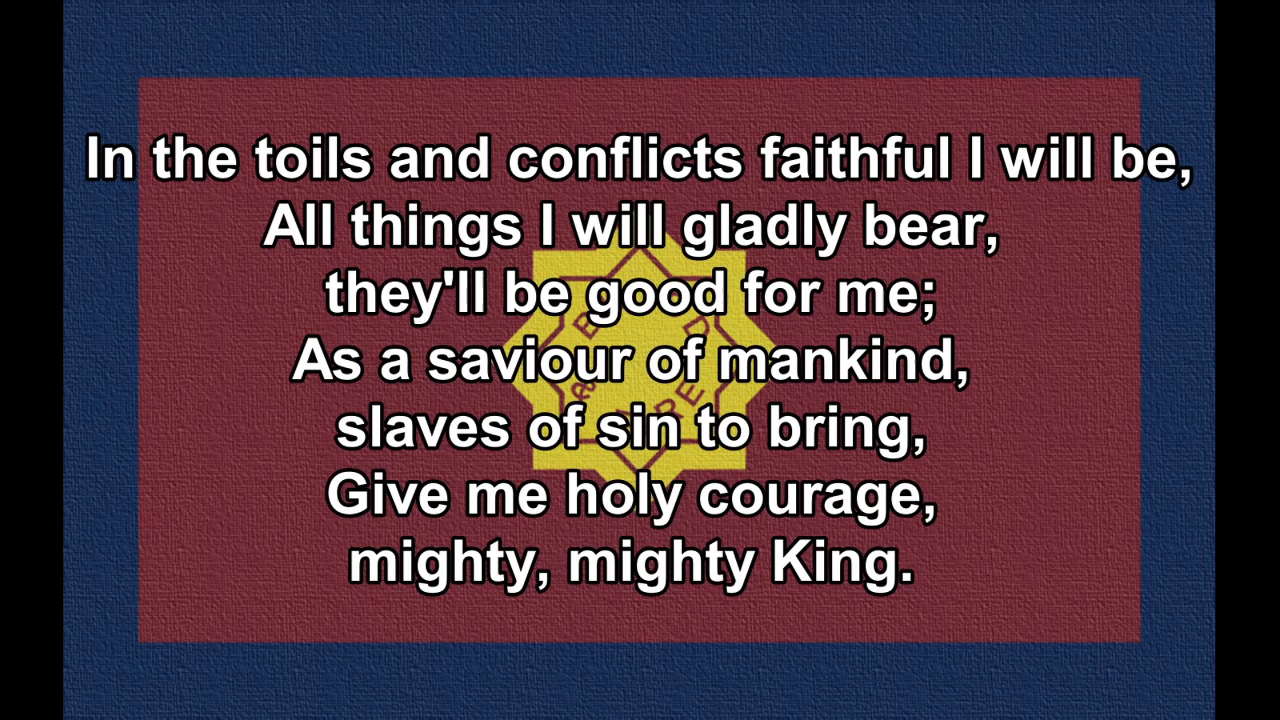 In the toils and conflicts faithful I will be,
All things I will gladly bear,
they'll be good for me;
As a saviour of mankind,
slaves of sin to bring,
Give me holy courage,
mighty, mighty King.